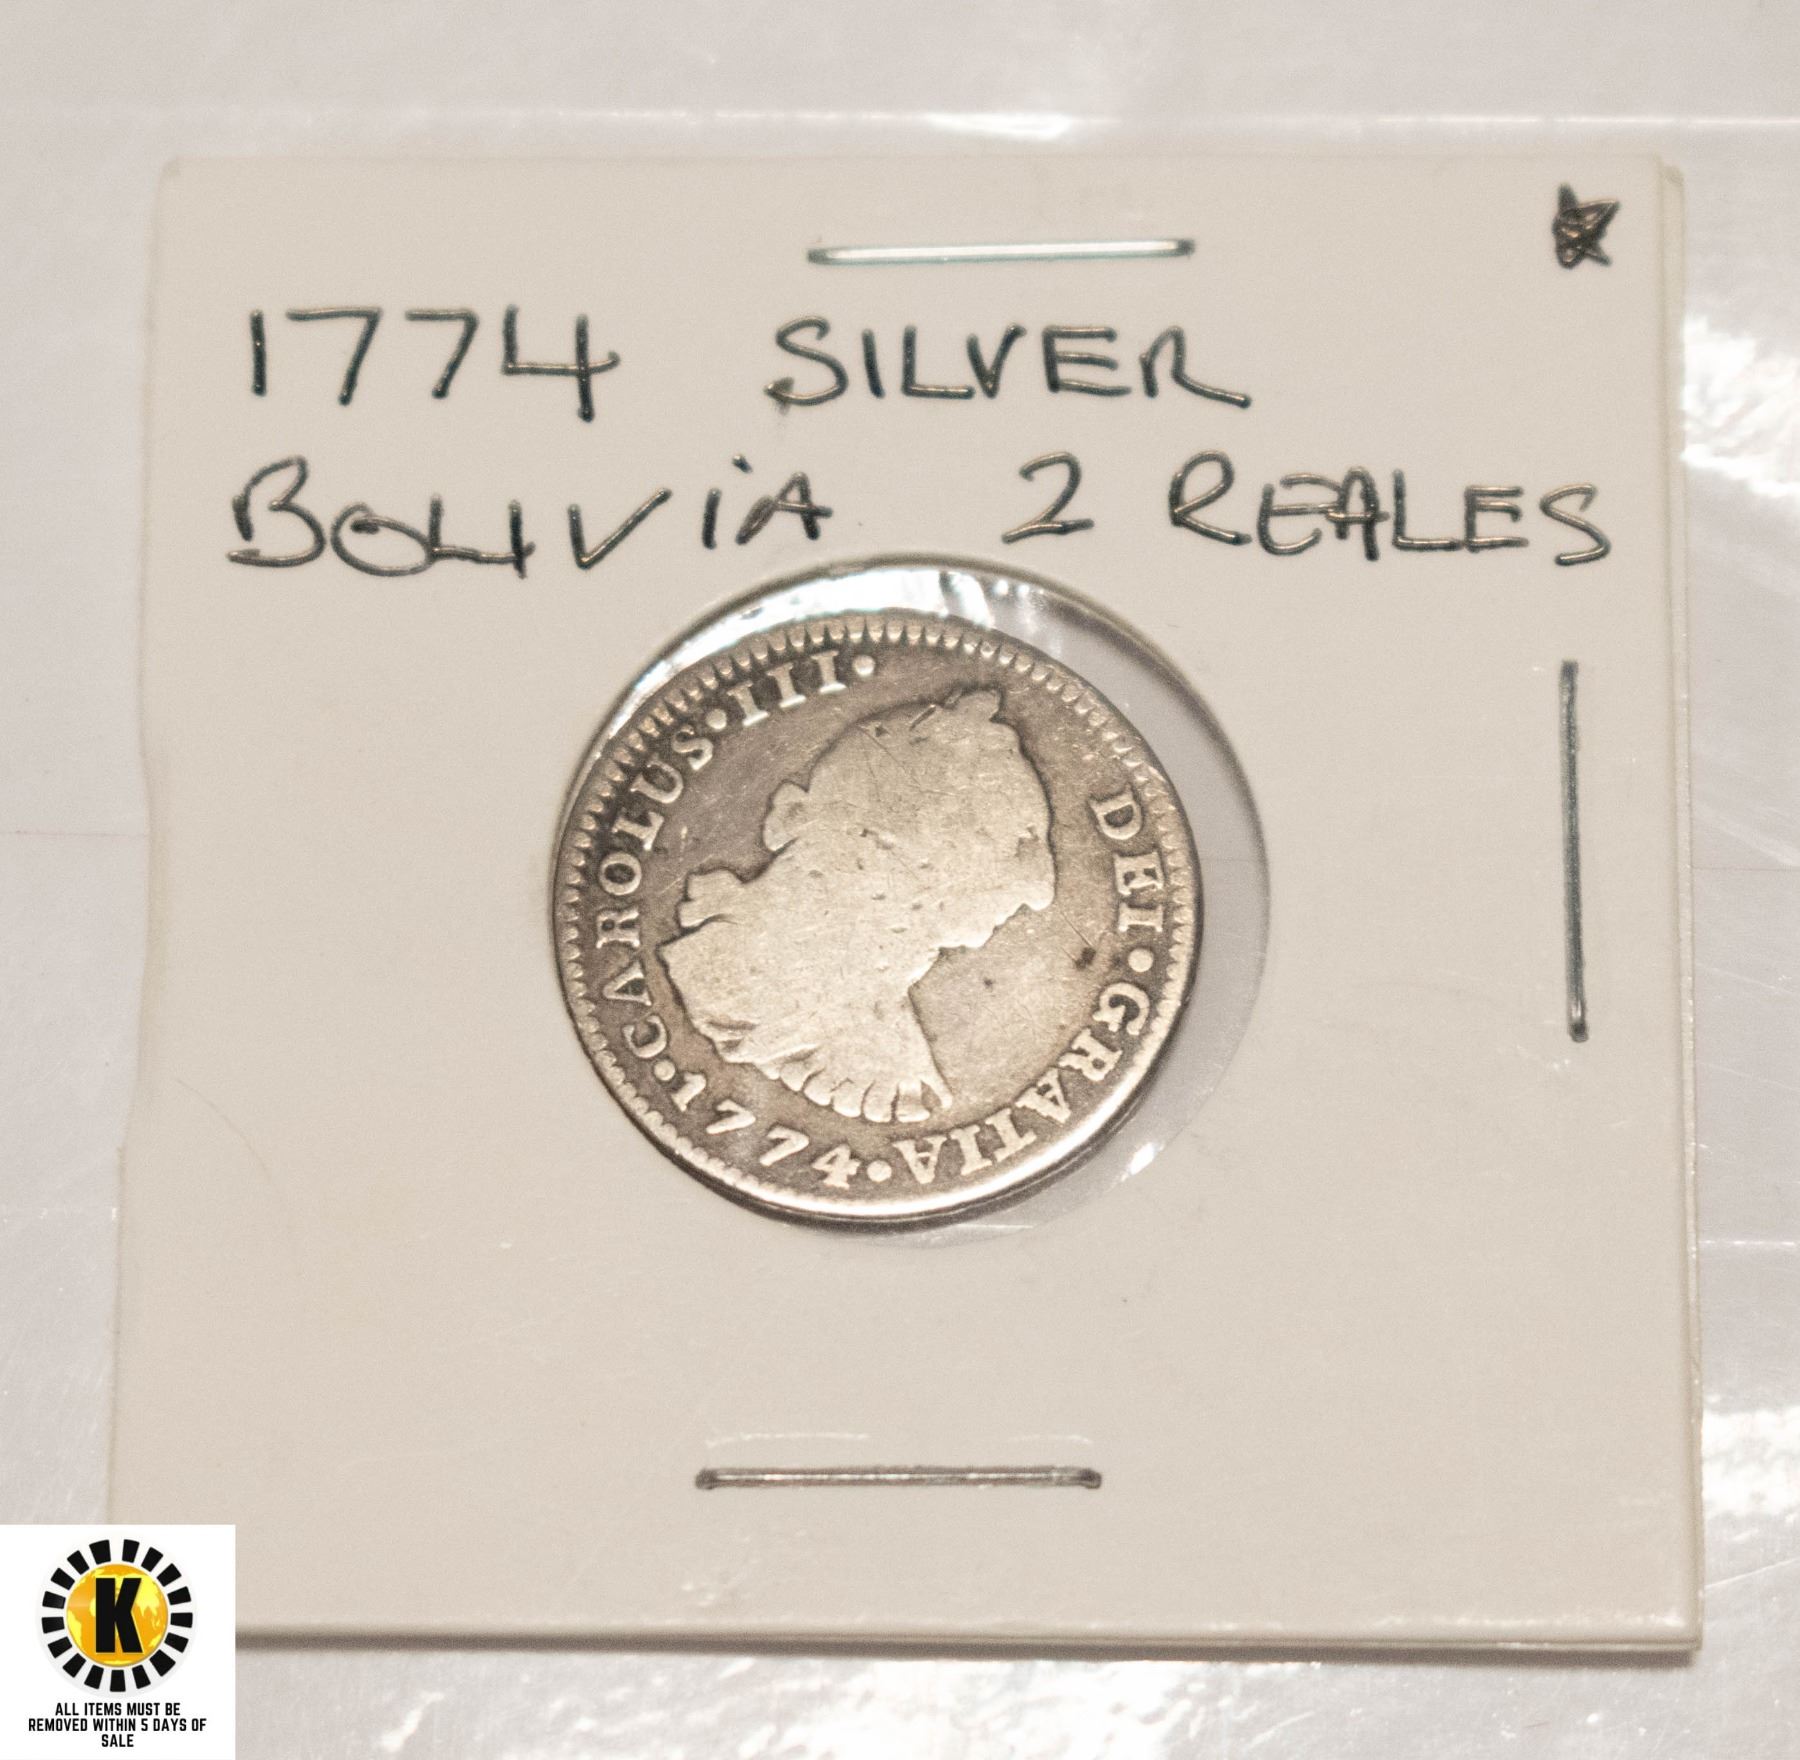 1774 SILVER
BOLIVIA 2 REALES
CAROLUS·III·
DEI·GRATIA
·1774·
K
ALL ITEMS MUST BE
REMOVED WITHIN 5 DAYS OF
SALE